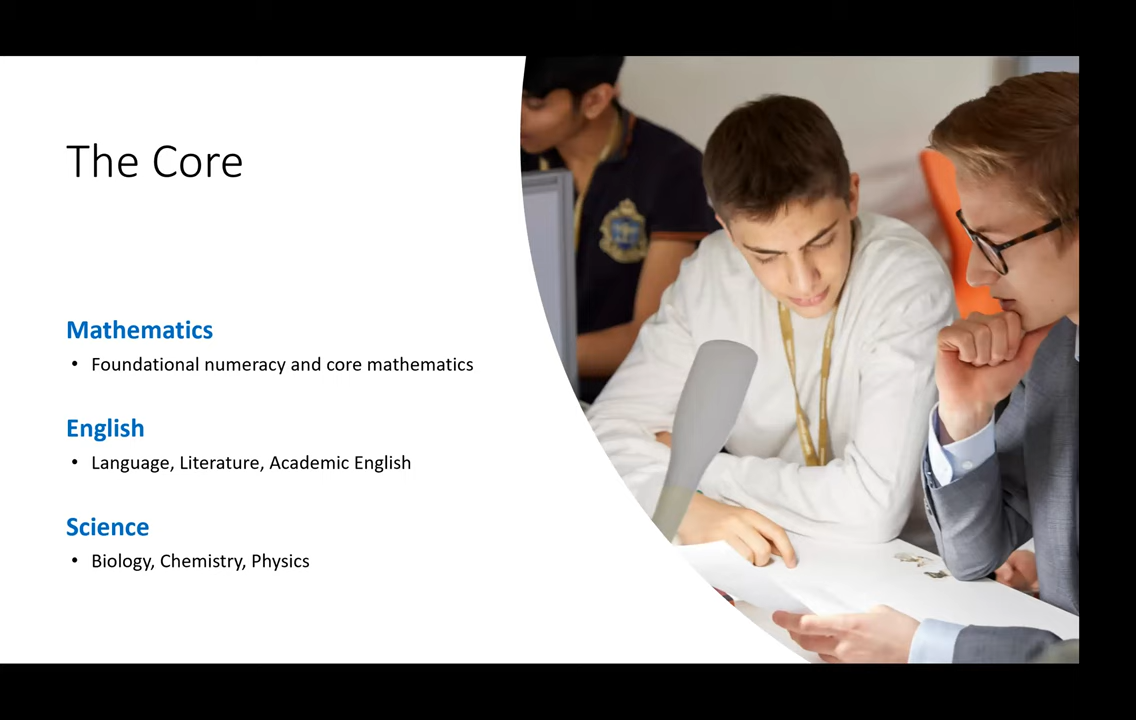 The Core
Mathematics
• Foundational numeracy and core mathematics
English
• Language, Literature, Academic English
Science
• Biology, Chemistry, Physics